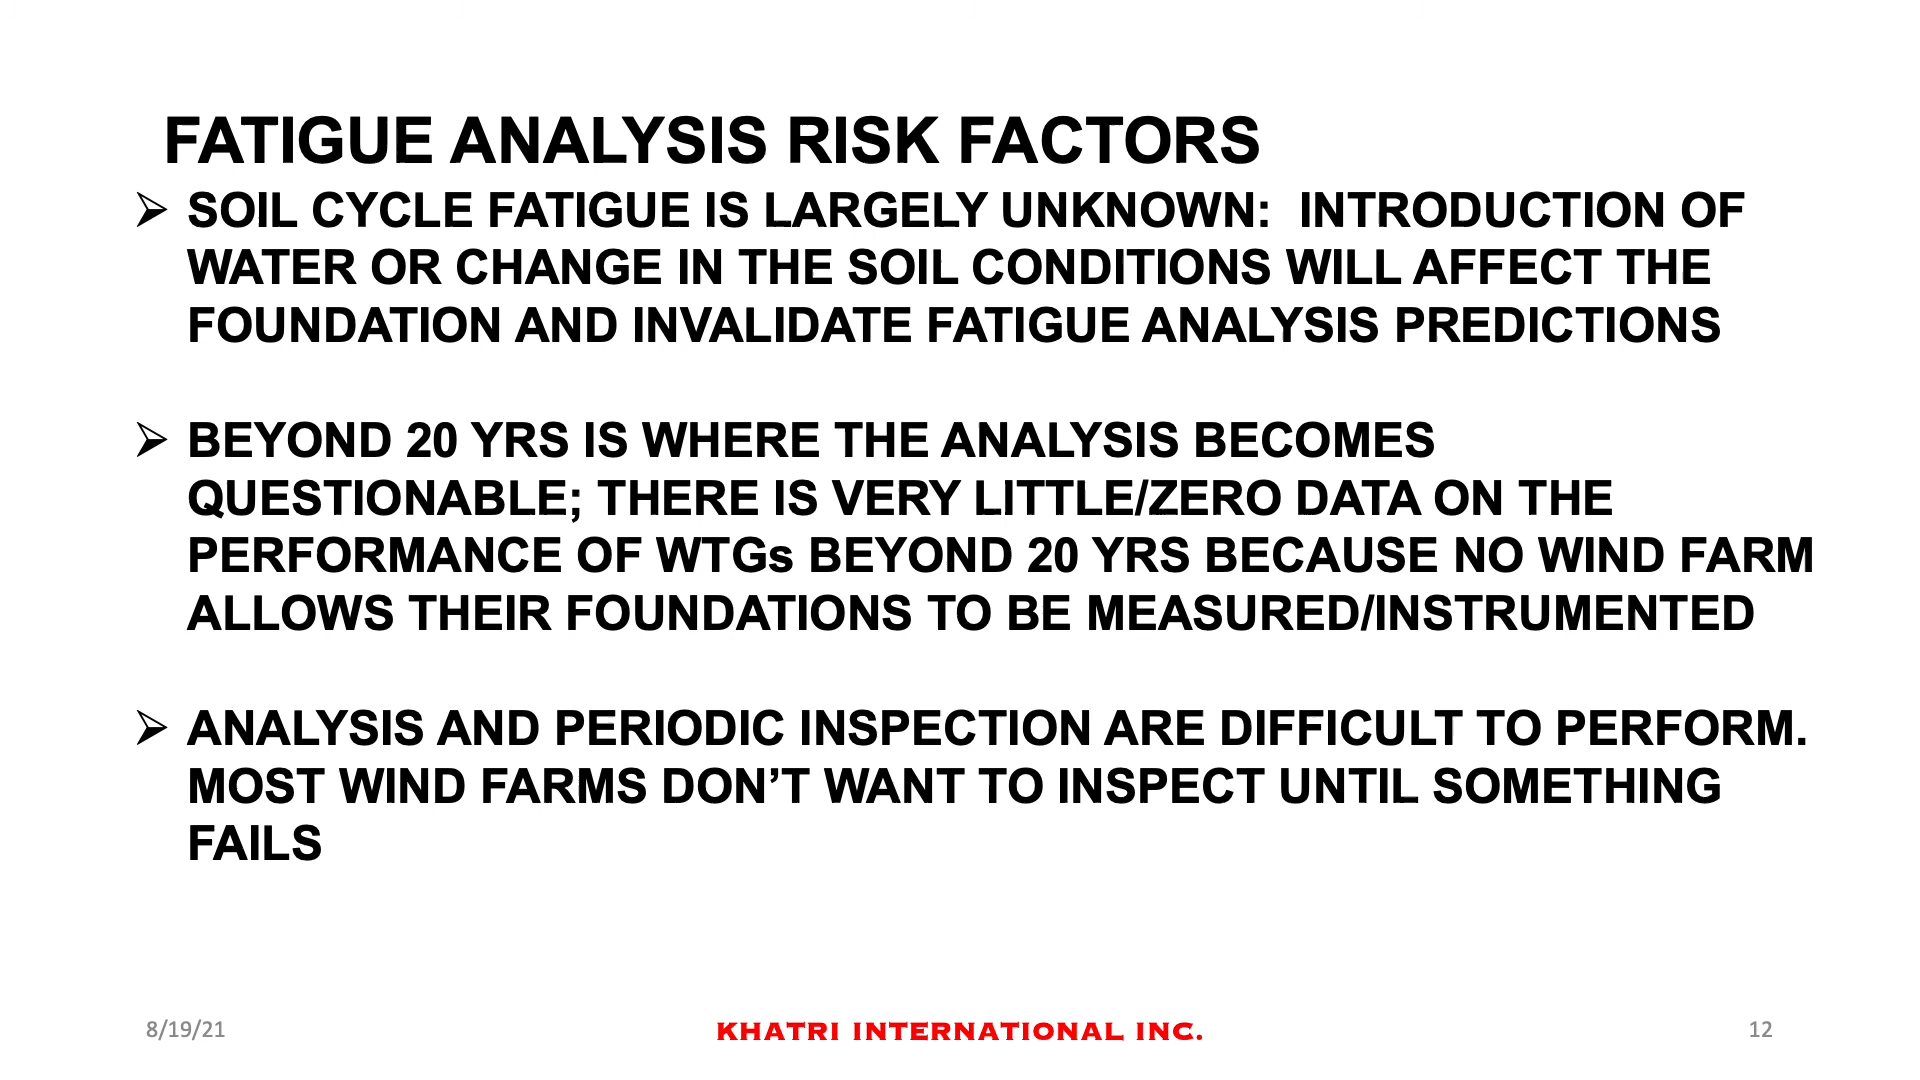 FATIGUE ANALYSIS RISK FACTORS
➢ SOIL CYCLE FATIGUE IS LARGELY UNKNOWN:  INTRODUCTION OF
WATER OR CHANGE IN THE SOIL CONDITIONS WILL AFFECT THE
FOUNDATION AND INVALIDATE FATIGUE ANALYSIS PREDICTIONS
➢ BEYOND 20 YRS IS WHERE THE ANALYSIS BECOMES
QUESTIONABLE; THERE IS VERY LITTLE/ZERO DATA ON THE
PERFORMANCE OF WTGs BEYOND 20 YRS BECAUSE NO WIND FARM
ALLOWS THEIR FOUNDATIONS TO BE MEASURED/INSTRUMENTED
➢ ANALYSIS AND PERIODIC INSPECTION ARE DIFFICULT TO PERFORM.
MOST WIND FARMS DON’T WANT TO INSPECT UNTIL SOMETHING
FAILS
8/19/21
KHATRI INTERNATIONAL INC.
12